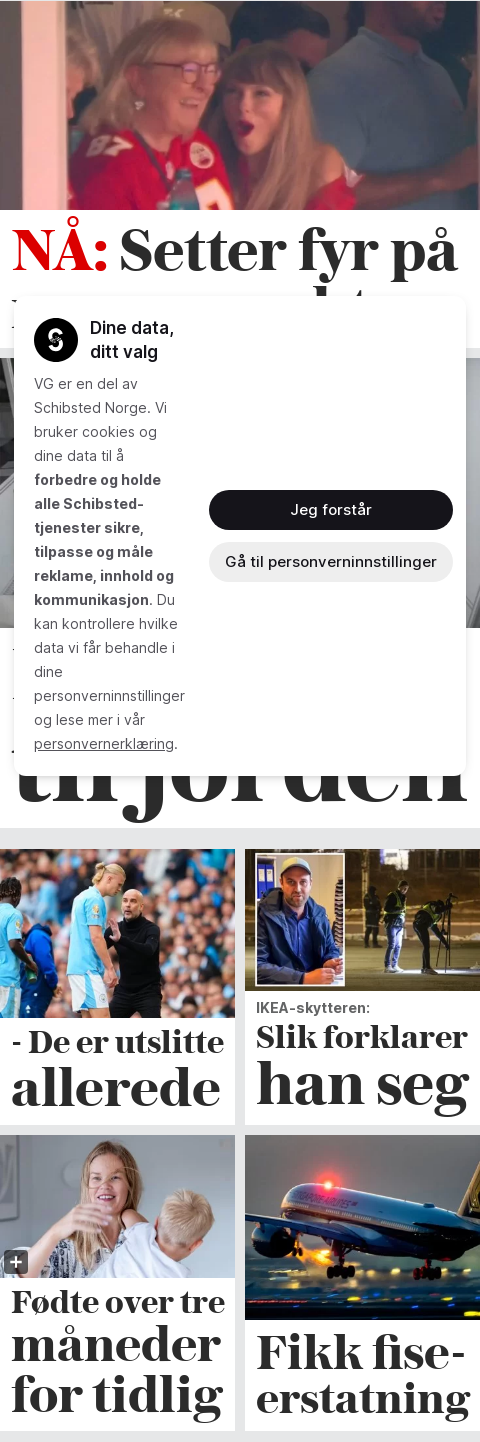 87
NÅ: Setter fyr på
Dine data,
ditt valg
VG er en del av
Schibsted Norge. Vi
bruker cookies og
dine data til å
forbedre og holde
alle Schibsted-
tjenester sikre,
tilpasse og måle
reklame, innhold og
kommunikasjon. Du
kan kontrollere hvilke
data vi får behandle i
dine
personverninnstillinger
og lese mer i vår
personvernerklæring.
Jeg forstår
Gå til personverninnstillinger
til jorden
- De er utslitte
allerede
IKEA-skytteren:
Slik forklarer
han seg
Fødte over tre
måneder
for tidlig
SINGAPORE AIRLINES
Fikk fise-
erstatning